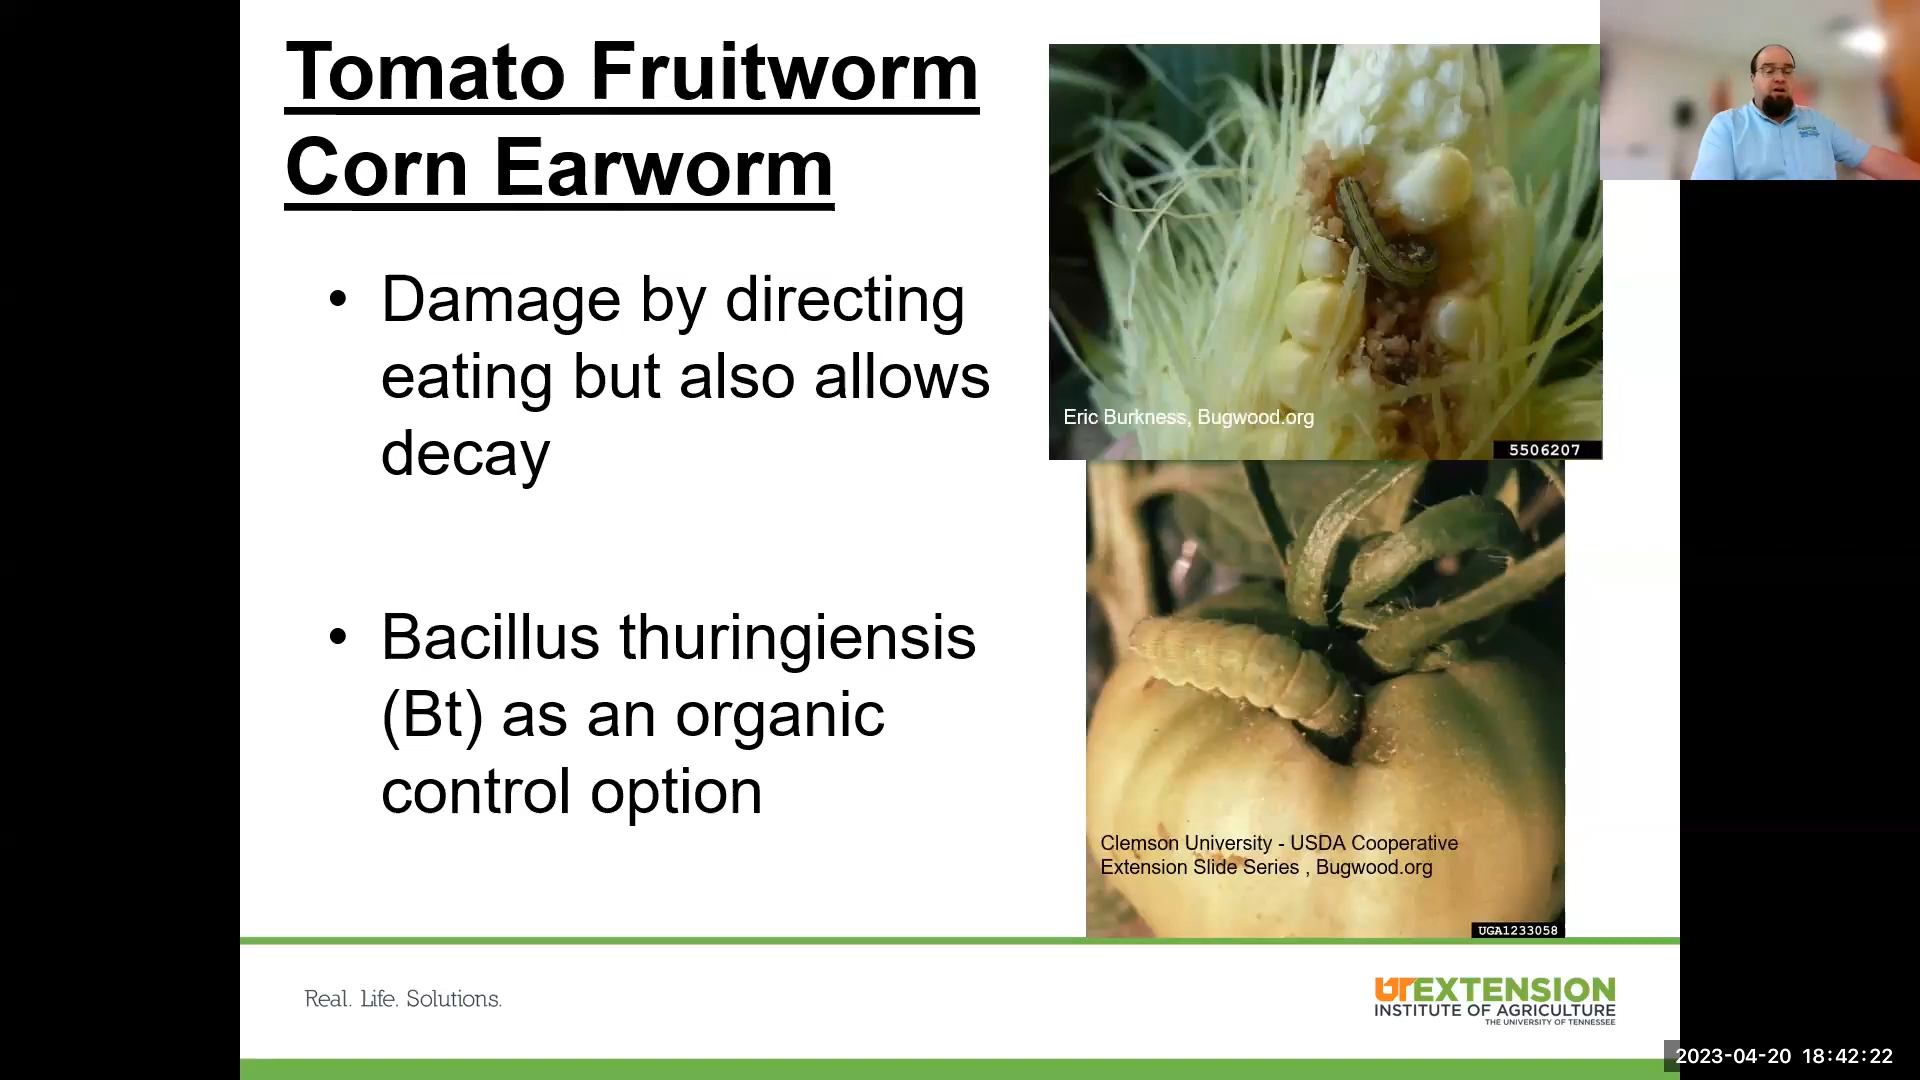 Tomato Fruitworm
Corn Earworm
• Damage by directing
eating but also allows
decay
• Bacillus thuringiensis
(Bt) as an organic
control option
Eric Burkness, Bugwood.org
5506207
Clemson University - USDA Cooperative
Extension Slide Series , Bugwood.org
UGA1233058
Real. Life. Solutions.
UTEXTENSION
INSTITUTE OF AGRICULTURE
THE UNIVERSITY OF TENNESSEE
2023-04-20 18:42:22